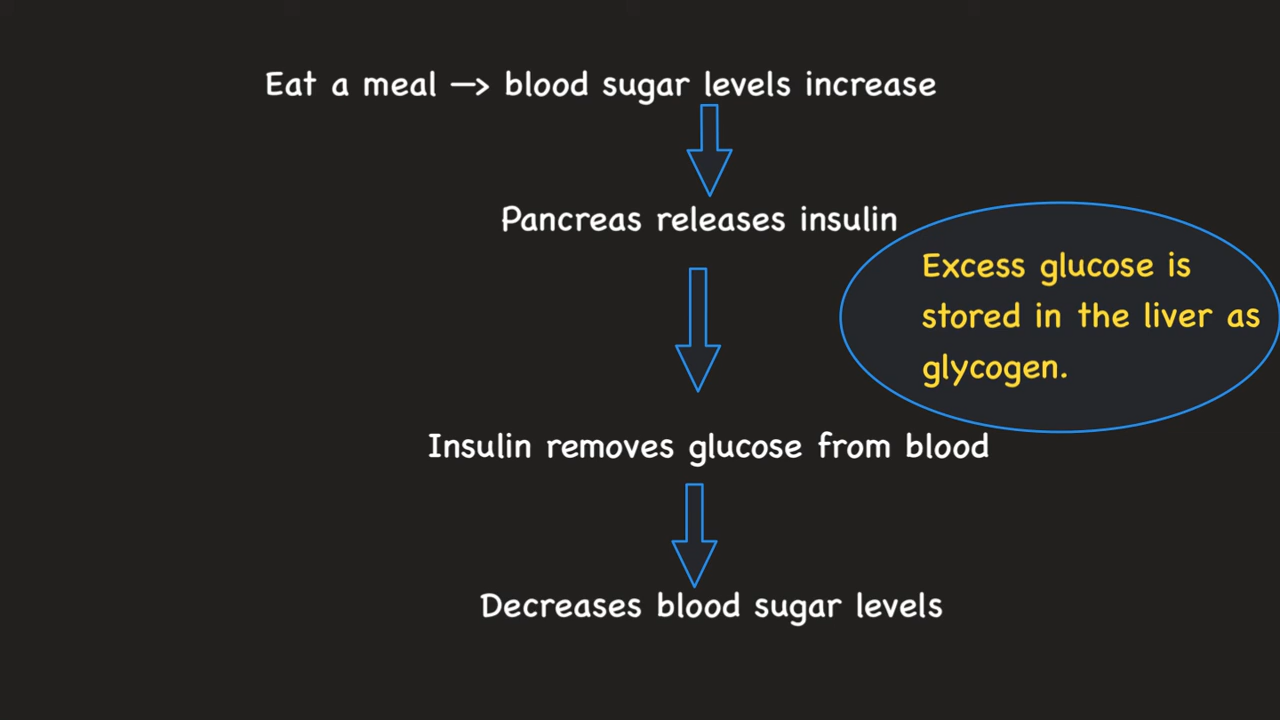 Eat a meal —> blood sugar levels increase
Pancreas releases insulin
Excess glucose is
stored in the liver as
glycogen.
Insulin removes glucose from blood
Decreases blood sugar levels